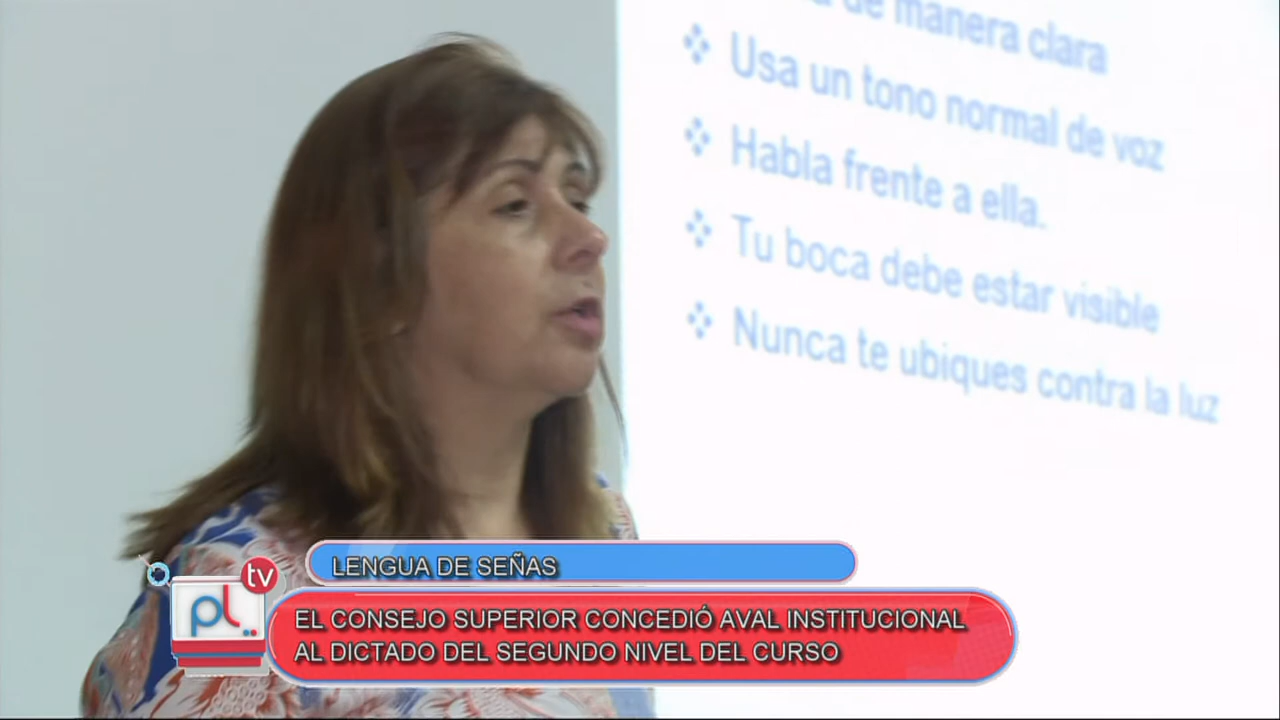 de manera clara
Usa un tono normal de voz
Habla frente a ella.
Tu boca debe estar visible
Nunca te ubiques contra la luz
LENGUA DE SEÑAS
tv
pl..
EL CONSEJO SUPERIOR CONCEDIÓ AVAL INSTITUCIONAL
AL DICTADO DEL SEGUNDO NIVEL DEL CURSO